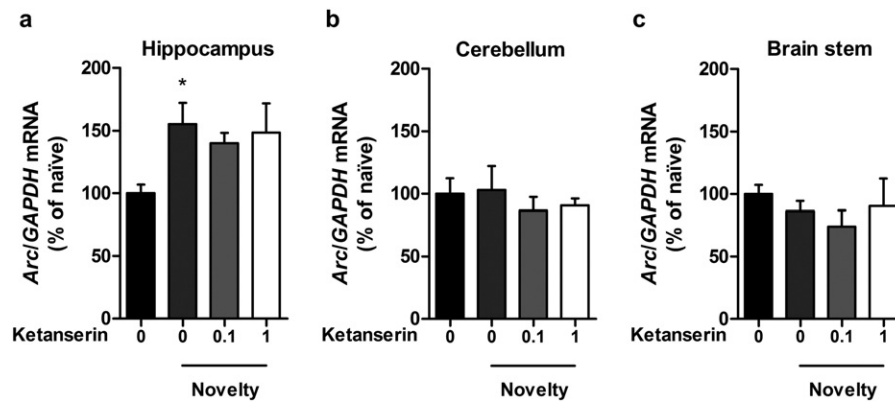 a
Hippocampus
Arc/GAPDH mRNA
(% of naïve)
200
150
100
50
0
*
Ketanserin 0 0 0.1 1
Novelty
b
Cerebellum
Arc/GAPDH mRNA
(% of naïve)
200
150
100
50
0
Ketanserin 0 0 0.1 1
Novelty
c
Brain stem
Arc/GAPDH mRNA
(% of naïve)
200
150
100
50
0
Ketanserin 0 0 0.1 1
Novelty